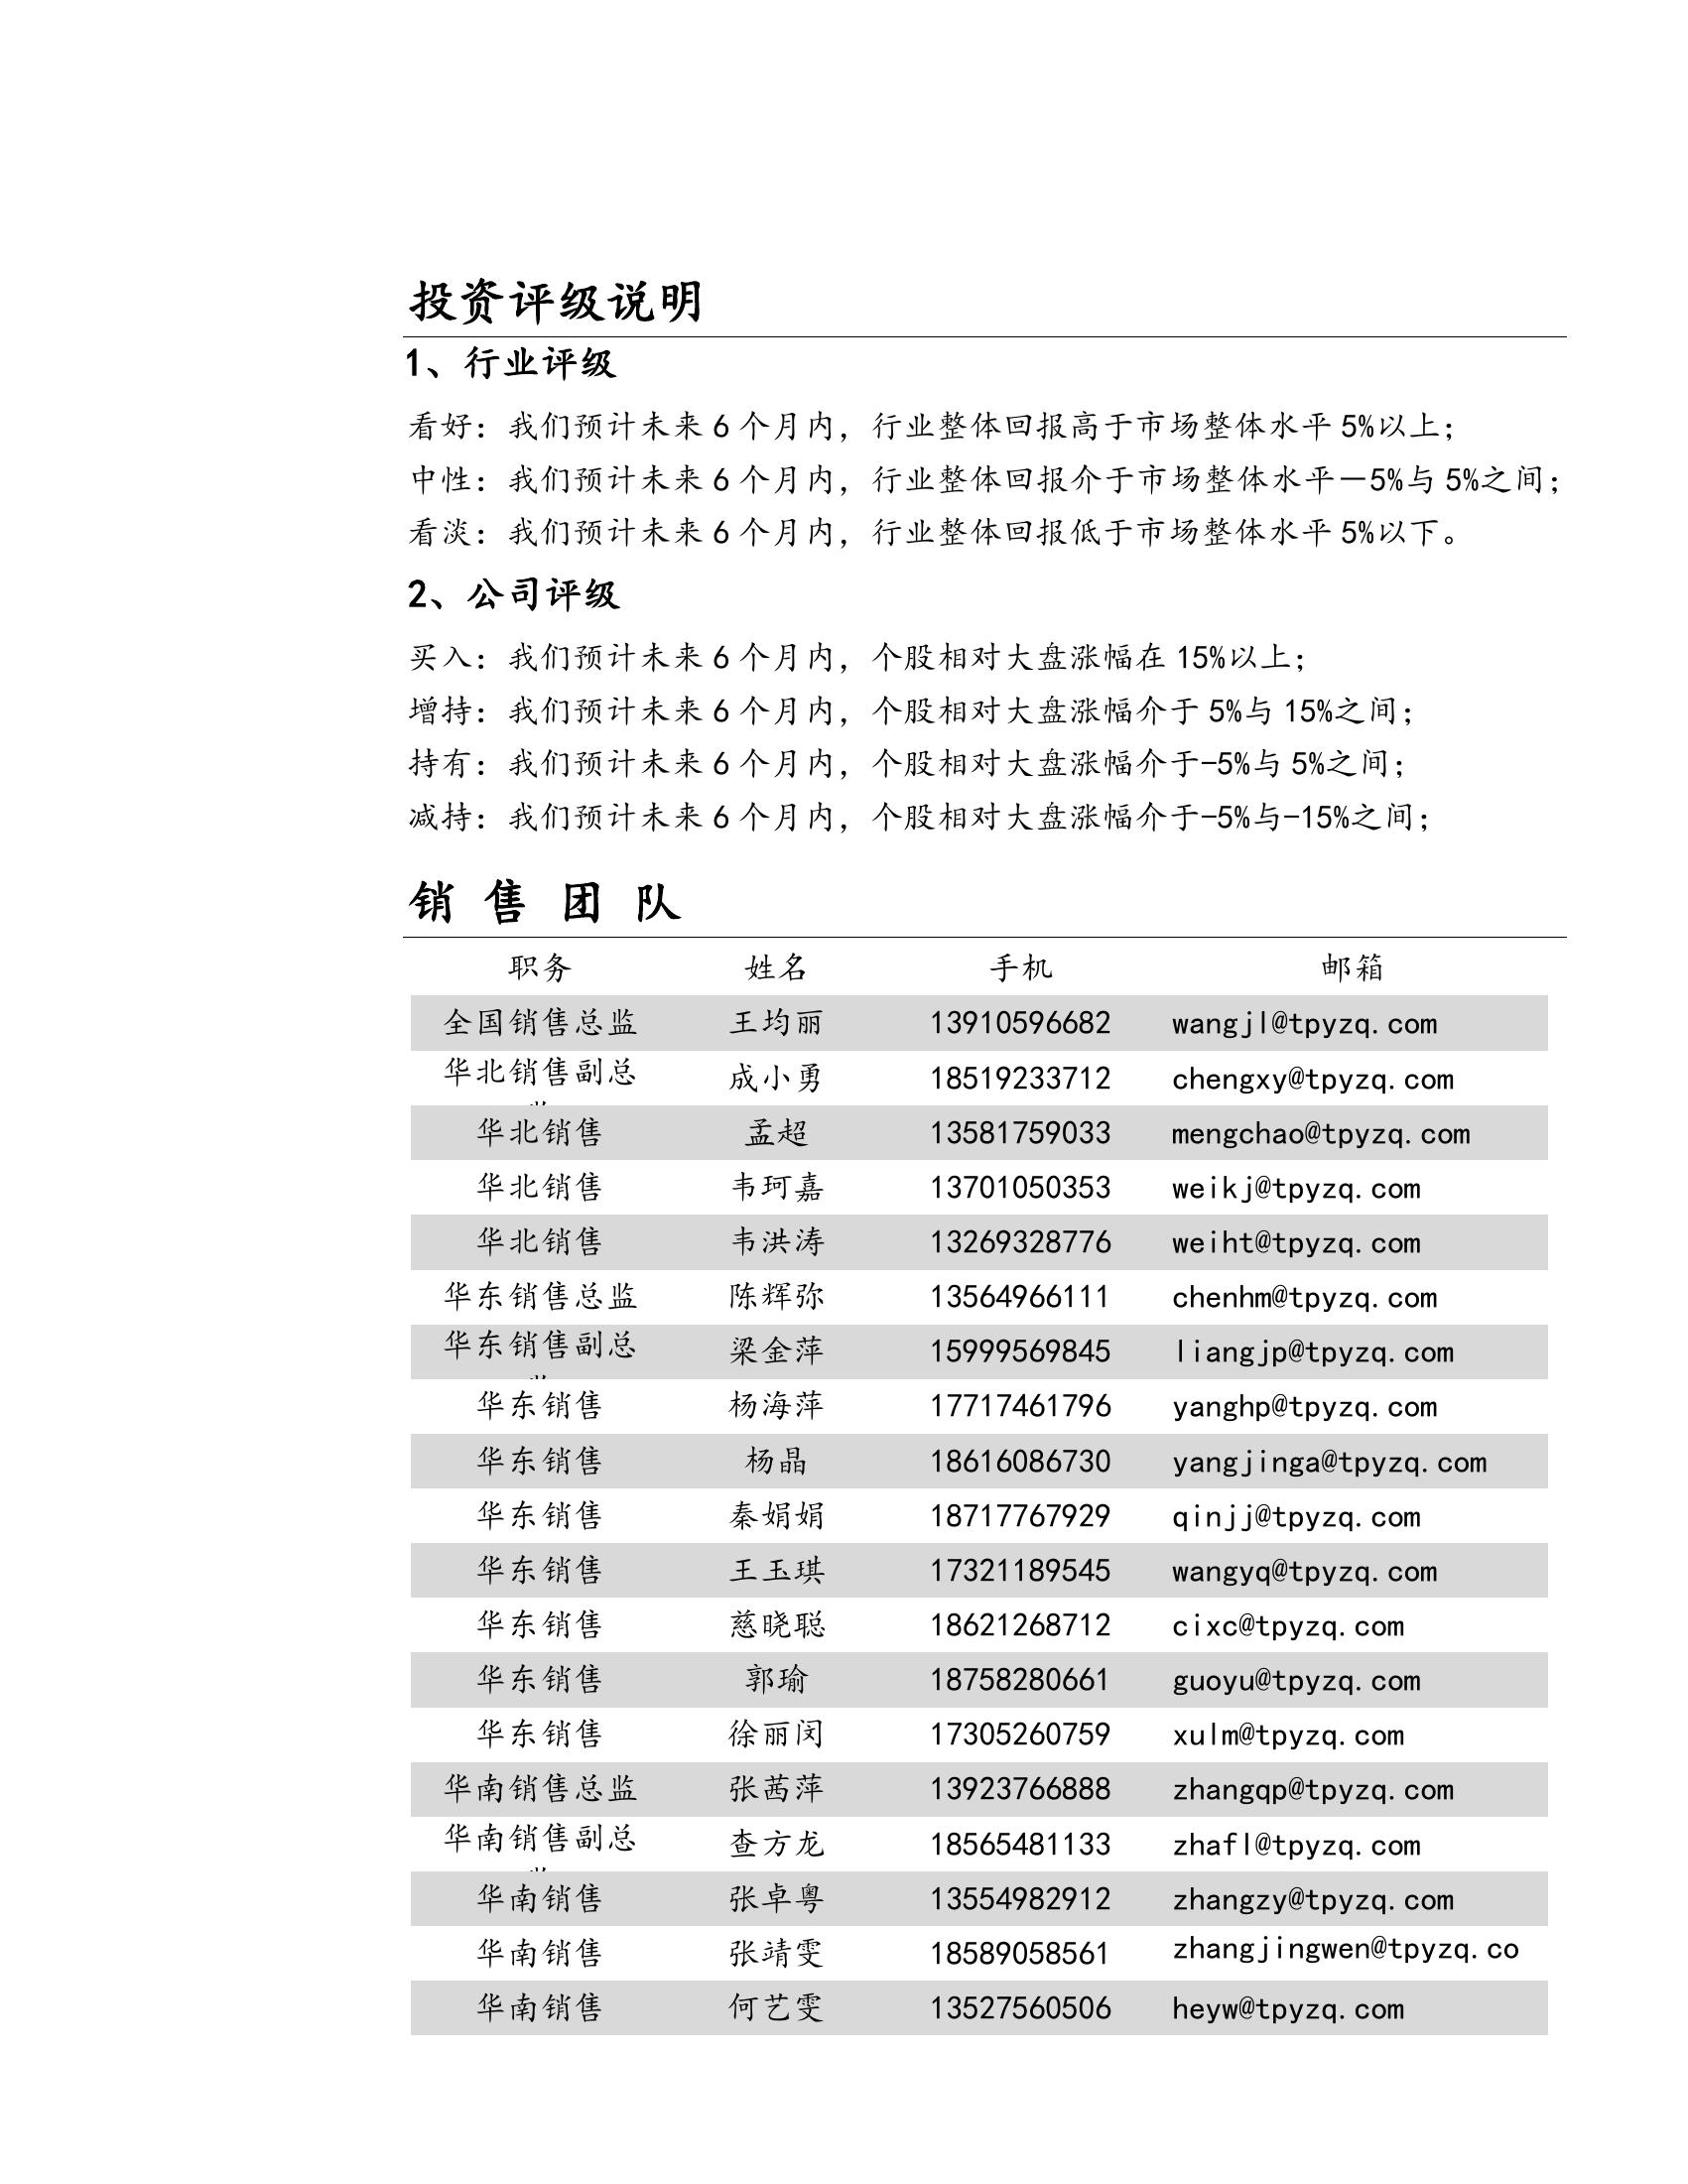 投资评级说明
1、行业评级
看好：我们预计未来 6 个月内，行业整体回报高于市场整体水平 5%以上；
中性：我们预计未来 6 个月内，行业整体回报介于市场整体水平－5%与 5%之间；
看淡：我们预计未来 6 个月内，行业整体回报低于市场整体水平 5%以下。
2、公司评级
买入：我们预计未来 6 个月内，个股相对大盘涨幅在 15%以上；
增持：我们预计未来 6 个月内，个股相对大盘涨幅介于 5%与 15%之间；
持有：我们预计未来 6 个月内，个股相对大盘涨幅介于-5%与 5%之间；
减持：我们预计未来 6 个月内，个股相对大盘涨幅介于-5%与-15%之间；
销 售 团 队
职务 姓名 手机 邮箱
全国销售总监 王均丽 13910596682 wangjl@tpyzq.com
华北销售副总 成小勇 18519233712 chengxy@tpyzq.com
华北销售 孟超 13581759033 mengchao@tpyzq.com
华北销售 韦珂嘉 13701050353 weikj@tpyzq.com
华北销售 韦洪涛 13269328776 weiht@tpyzq.com
华东销售总监 陈辉弥 13564966111 chenhm@tpyzq.com
华东销售副总 梁金萍 15999569845 liangjp@tpyzq.com
华东销售 杨海萍 17717461796 yanghp@tpyzq.com
华东销售 杨晶 18616086730 yangjinga@tpyzq.com
华东销售 秦娟娟 18717767929 qinjj@tpyzq.com
华东销售 王玉琪 17321189545 wangyq@tpyzq.com
华东销售 慈晓聪 18621268712 cixc@tpyzq.com
华东销售 郭瑜 18758280661 guoyu@tpyzq.com
华东销售 徐丽闵 17305260759 xulm@tpyzq.com
华南销售总监 张茜萍 13923766888 zhangqp@tpyzq.com
华南销售副总 查方龙 18565481133 zhafl@tpyzq.com
华南销售 张卓粤 13554982912 zhangzy@tpyzq.com
华南销售 张靖雯 18589058561 zhangjingwen@tpyzq.co
华南销售 何艺雯 13527560506 heyw@tpyzq.com